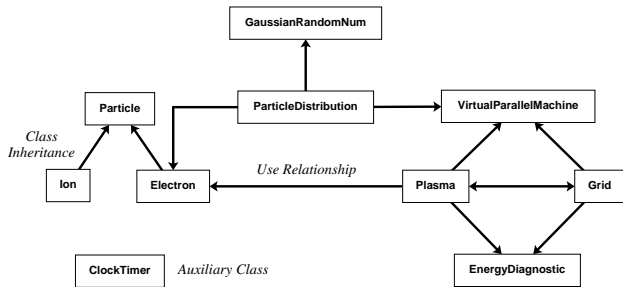 GaussianRandomNum
Particle
ParticleDistribution
VirtualParallelMachine
Class
Inheritance
Use Relationship
Ion
Electron
Plasma
Grid
ClockTimer
Auxiliary Class
EnergyDiagnostic